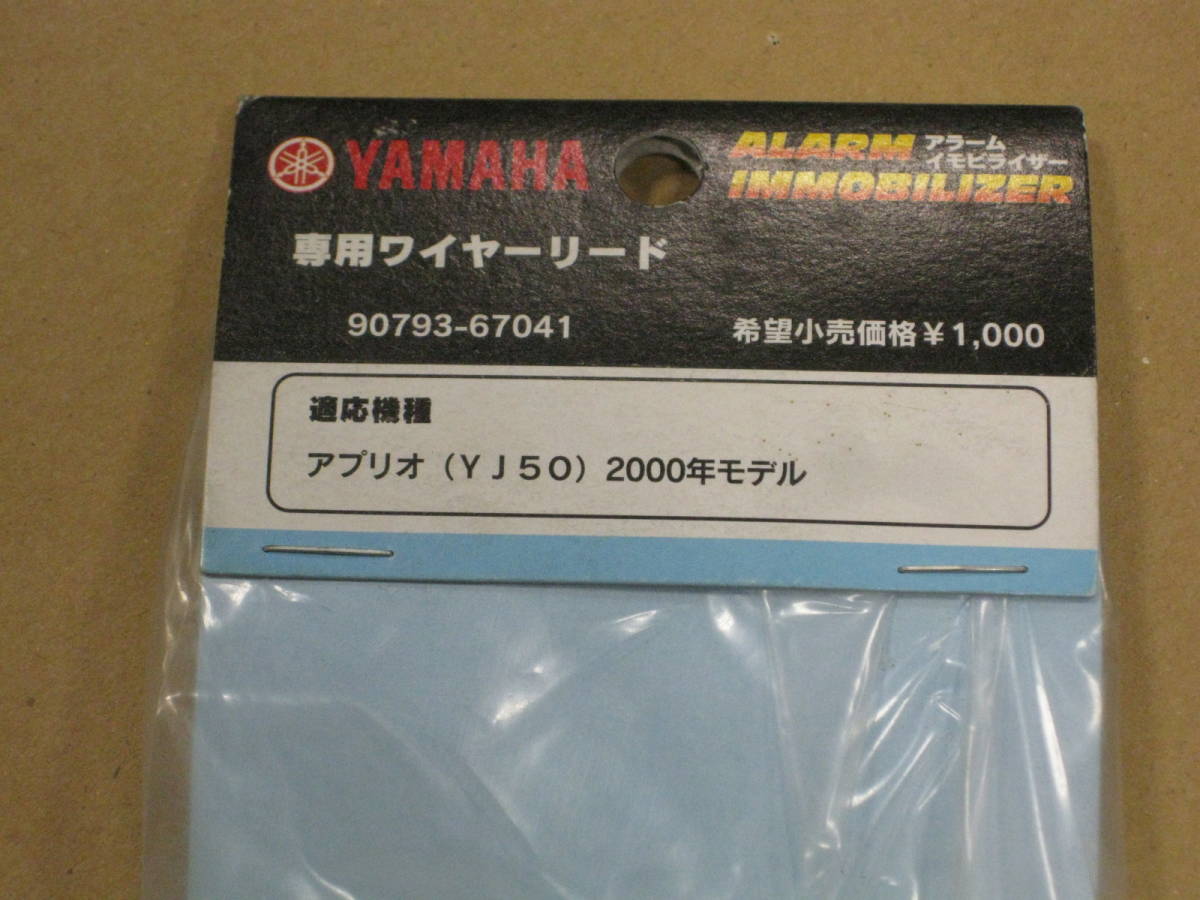 YAMAHA
ALARM アラーム
IMMOBILIZER イモビライザー
専用ワイヤーリード
90793-67041 希望小売価格¥1,000
適応機種
アプリオ（YJ50）2000年モデル